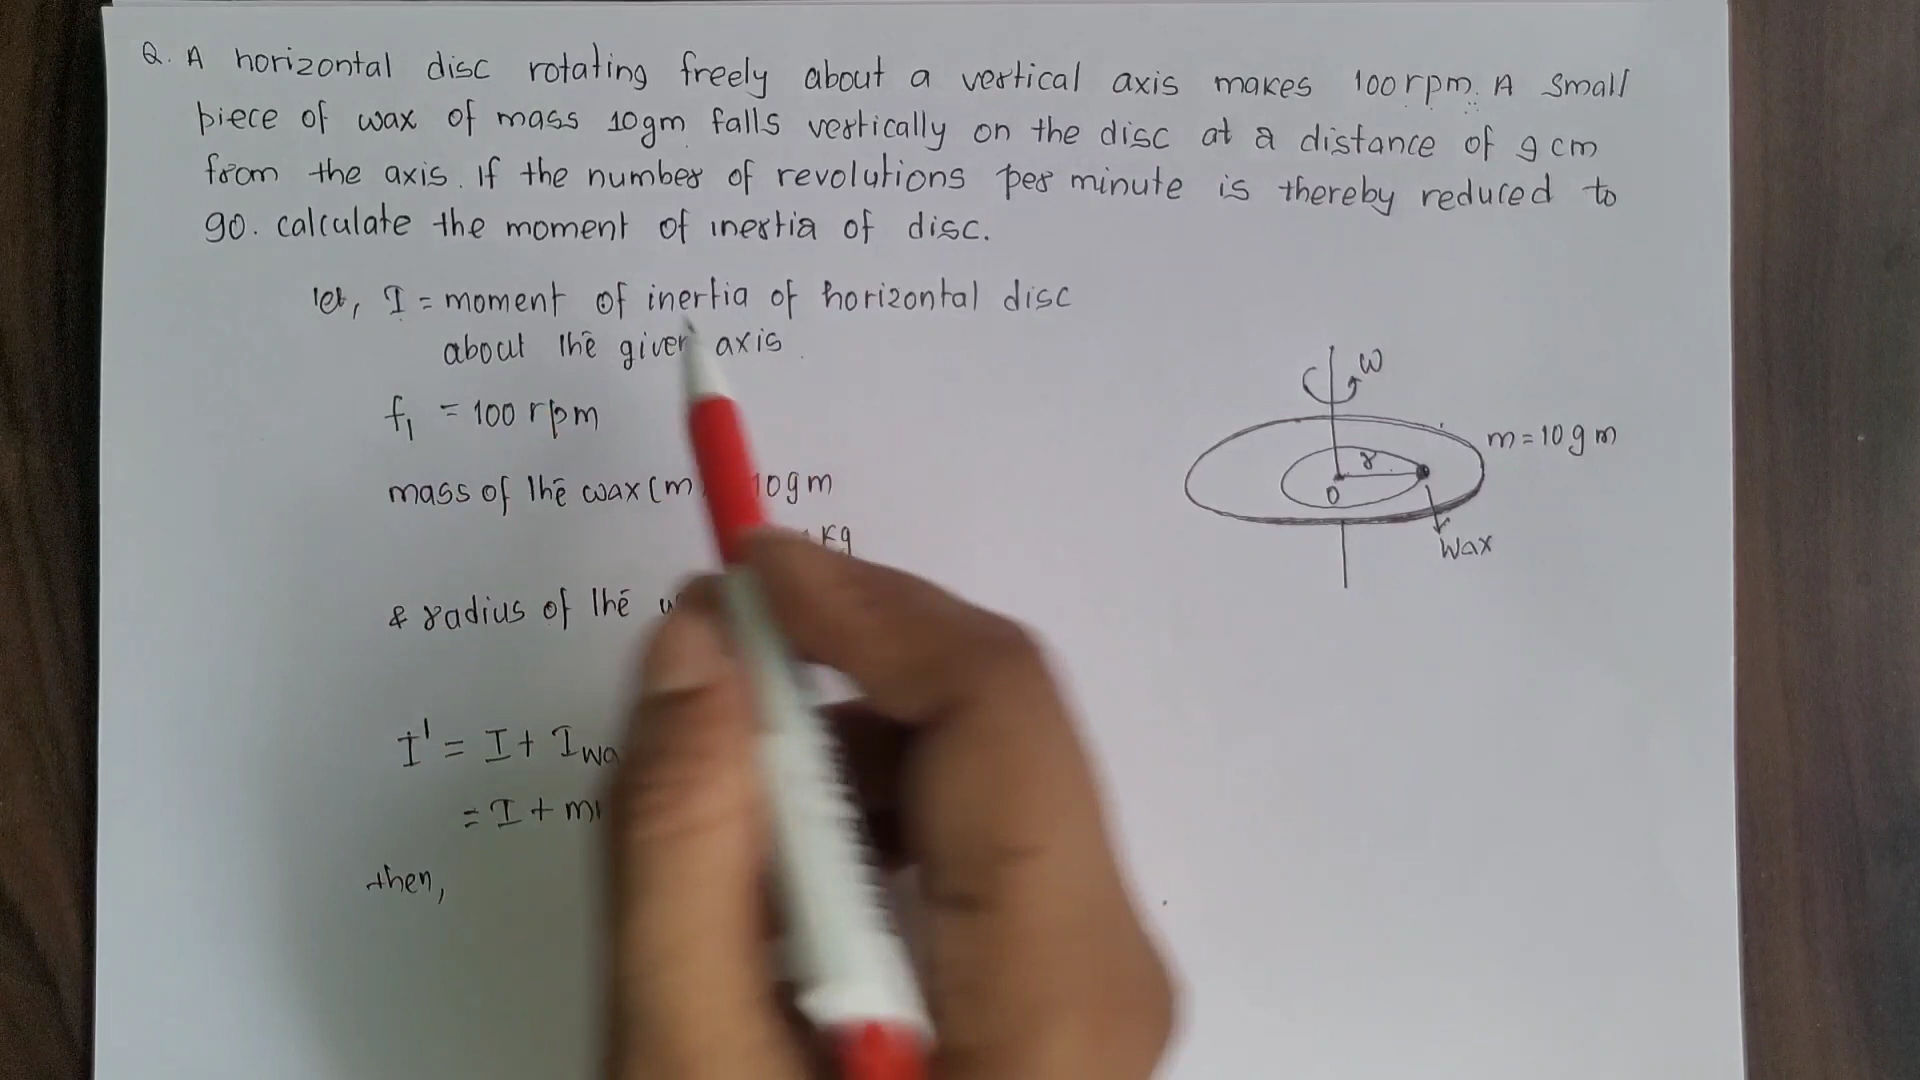 Q. A horizontal disc rotating freely about a vertical axis makes 100 rpm. A small
piece of wax of mass 10gm falls vertically on the disc at a distance of 9 cm
from the axis. If the number of revolutions per minute is thereby reduced to
90. calculate the moment of inertia of disc.
let, I = moment of inertia of horizontal disc
about the given axis
f₁ = 100 rpm
mass of the wax (m) 10gm
kg
& radius of the
I' = I + I
= I + m
then,
ω
m = 10 gm
r
O
Wax